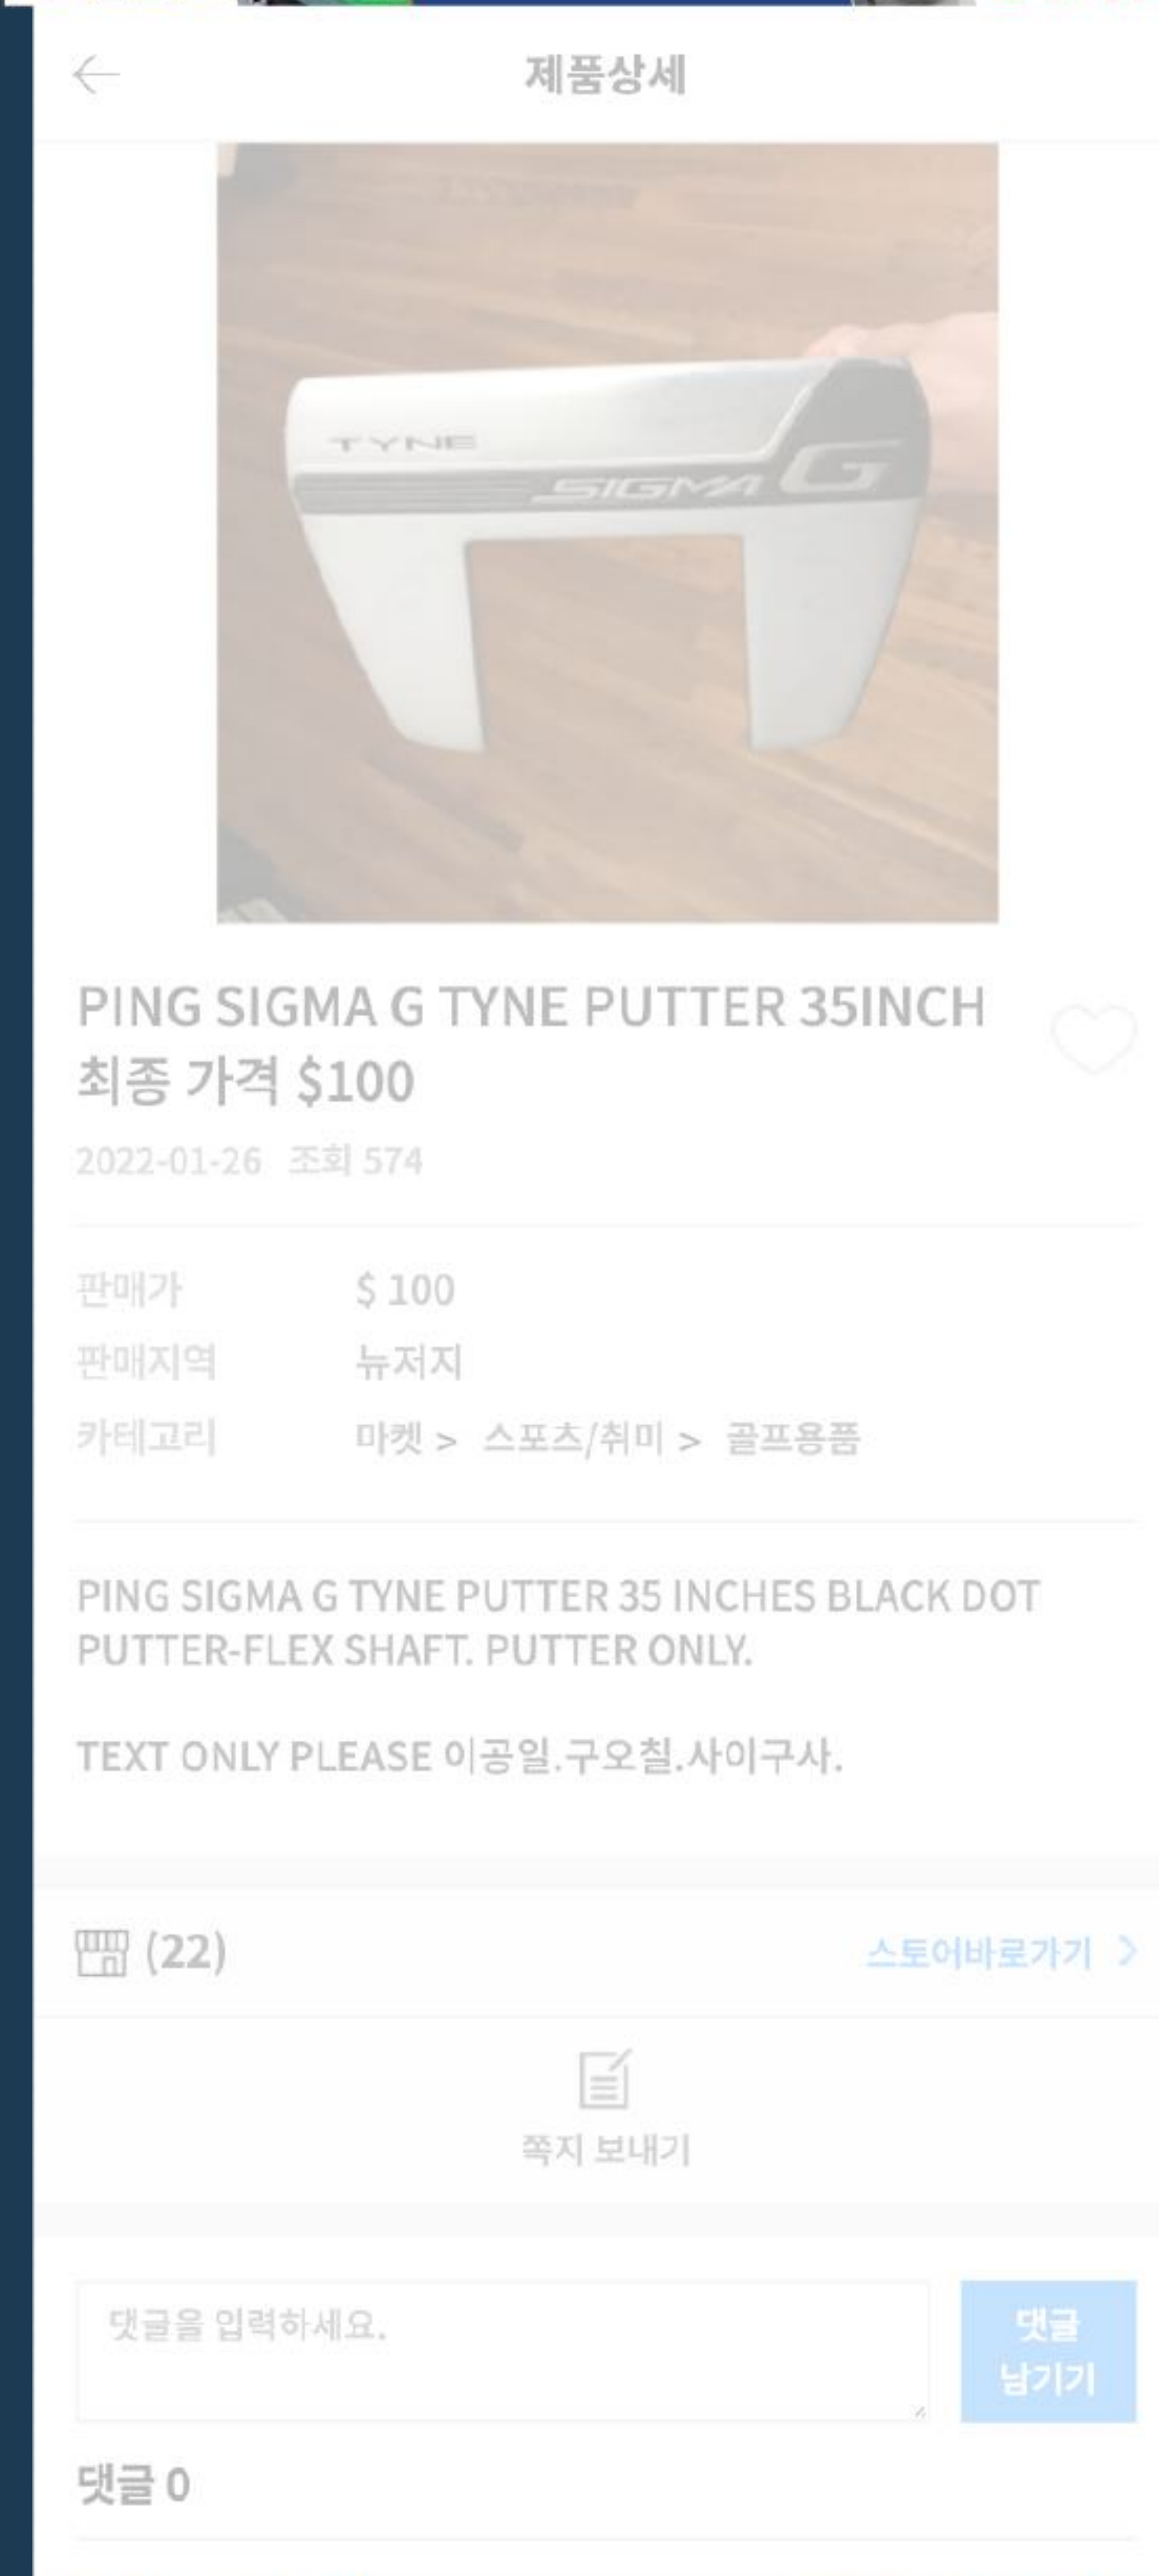 제품상세
TYNE
SIGMA G
PING SIGMA G TYNE PUTTER 35INCH
최종 가격 $100
2022-01-26 조회 574
판매가 $ 100
판매지역 뉴저지
카테고리 마켓 > 스포츠/취미 > 골프용품
PING SIGMA G TYNE PUTTER 35 INCHES BLACK DOT
PUTTER-FLEX SHAFT. PUTTER ONLY.
TEXT ONLY PLEASE 이공일.구오칠.사이구사.
(22) 스토어바로가기
쪽지 보내기
댓글을 입력하세요.
댓글
남기기
댓글 0